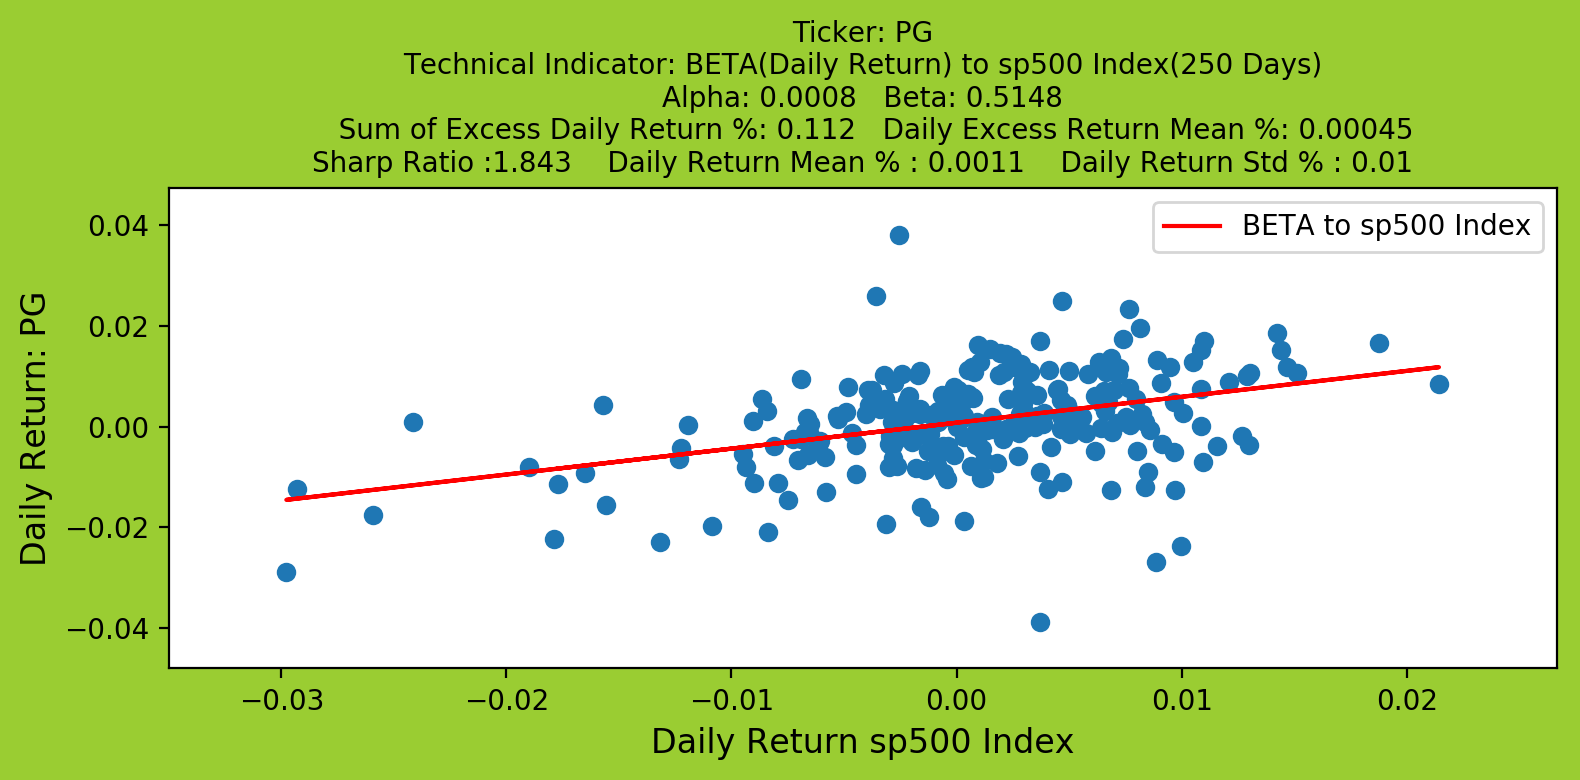 Ticker: PG
Technical Indicator: BETA(Daily Return) to sp500 Index(250 Days)
Alpha: 0.0008   Beta: 0.5148
Sum of Excess Daily Return %: 0.112   Daily Excess Return Mean %: 0.00045
Sharp Ratio :1.843    Daily Return Mean % : 0.0011    Daily Return Std % : 0.01
BETA to sp500 Index
Daily Return: PG
0.04
0.02
0.00
−0.02
−0.04
−0.03 −0.02 −0.01 0.00 0.01 0.02
Daily Return sp500 Index